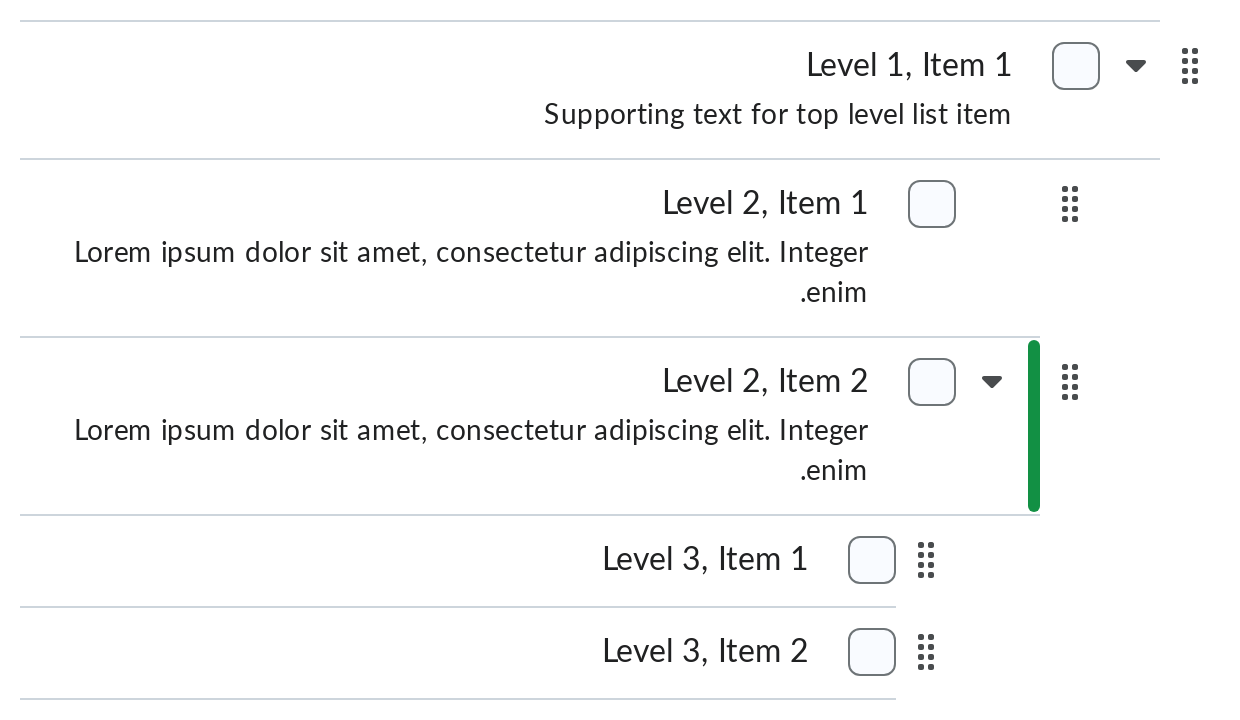 Level 1, Item 1
Supporting text for top level list item
Level 2, Item 1
Lorem ipsum dolor sit amet, consectetur adipiscing elit. Integer
.enim
Level 2, Item 2
Lorem ipsum dolor sit amet, consectetur adipiscing elit. Integer
.enim
Level 3, Item 1
Level 3, Item 2